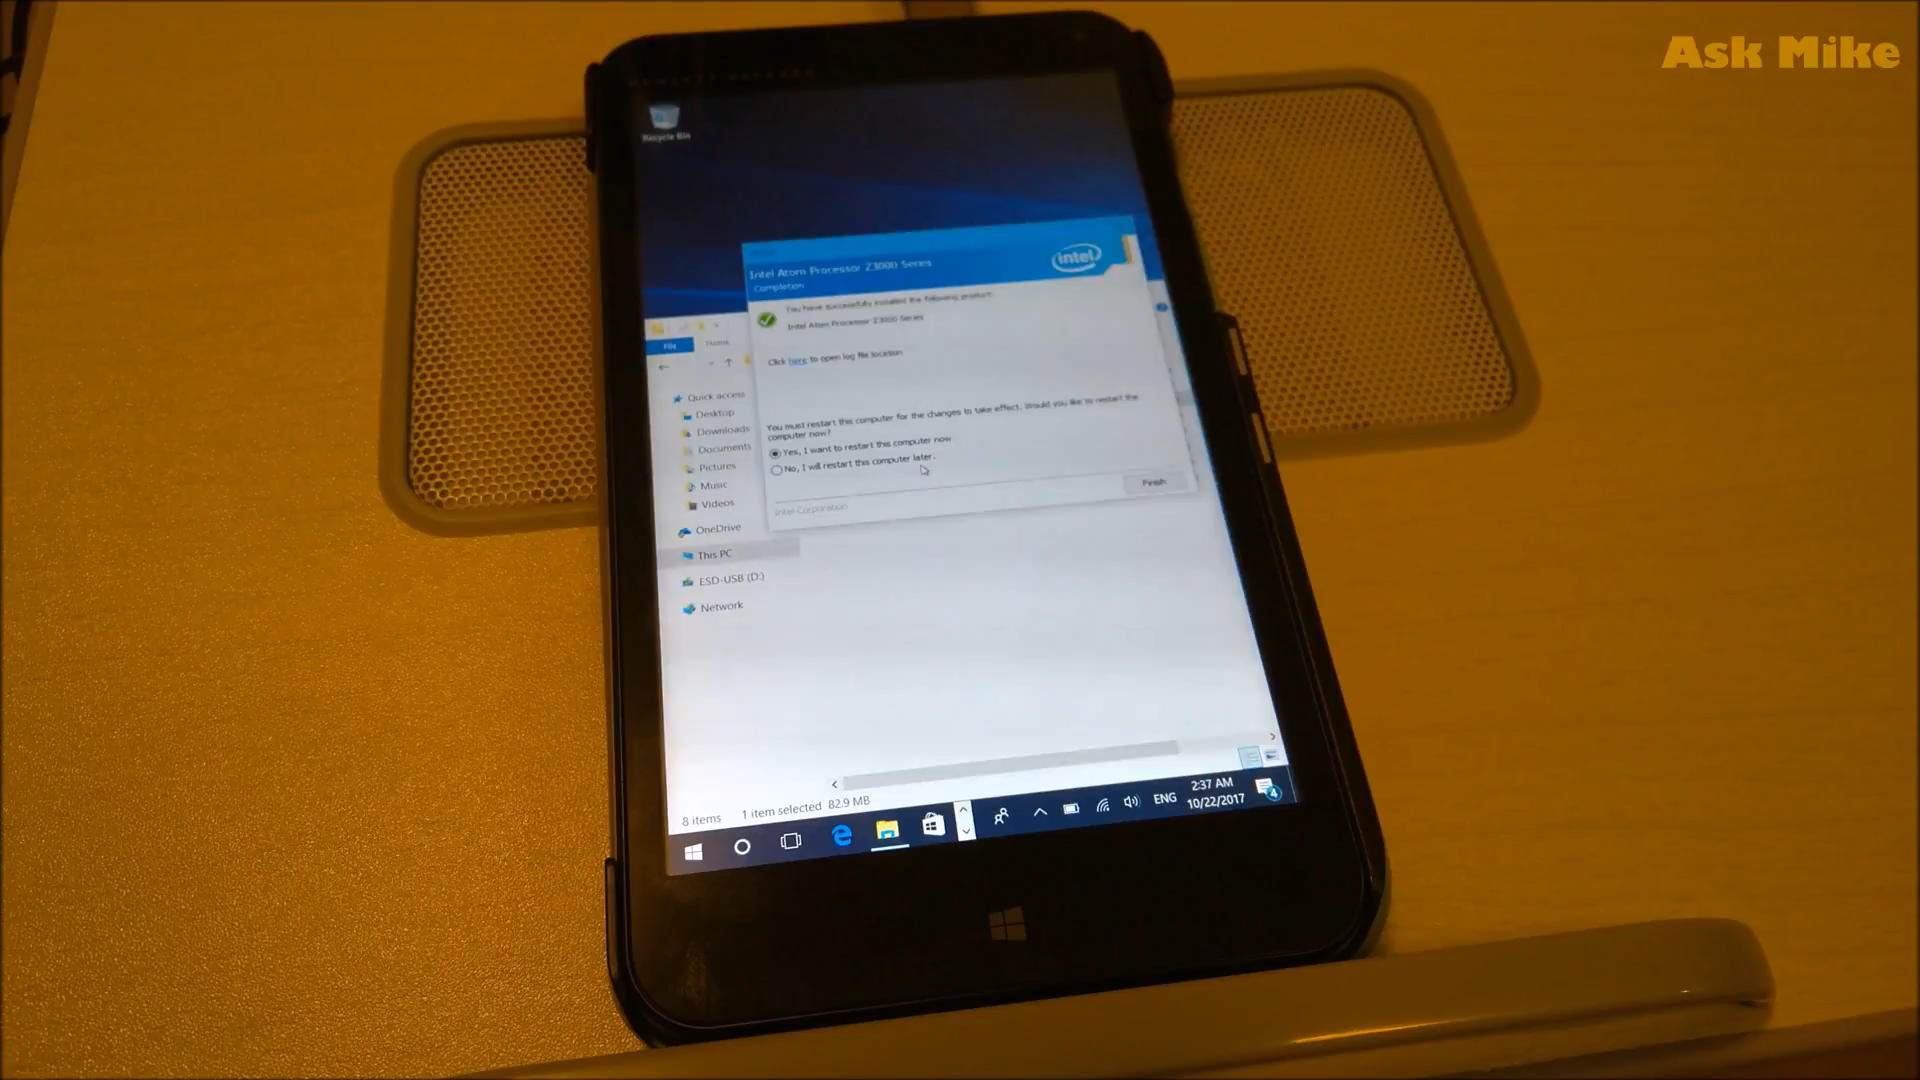 Ask Mike
Recycle Bin
intel
Intel Atom Processor Z3000 Series
Completion
You have successfully installed the following product:
Intel Atom Processor Z3000 Series
Click here to open log file location
You must restart this computer for the changes to take effect. Would you like to restart the
computer now?
Yes, I want to restart this computer now
No, I will restart this computer later.
Finish
Intel Corporation
File
Home
Quick access
Desktop
Downloads
Documents
Pictures
Music
Videos
OneDrive
This PC
ESD-USB (D:)
Network
8 items 1 item selected 82.9 MB
ENG
2:37 AM
10/22/2017
4